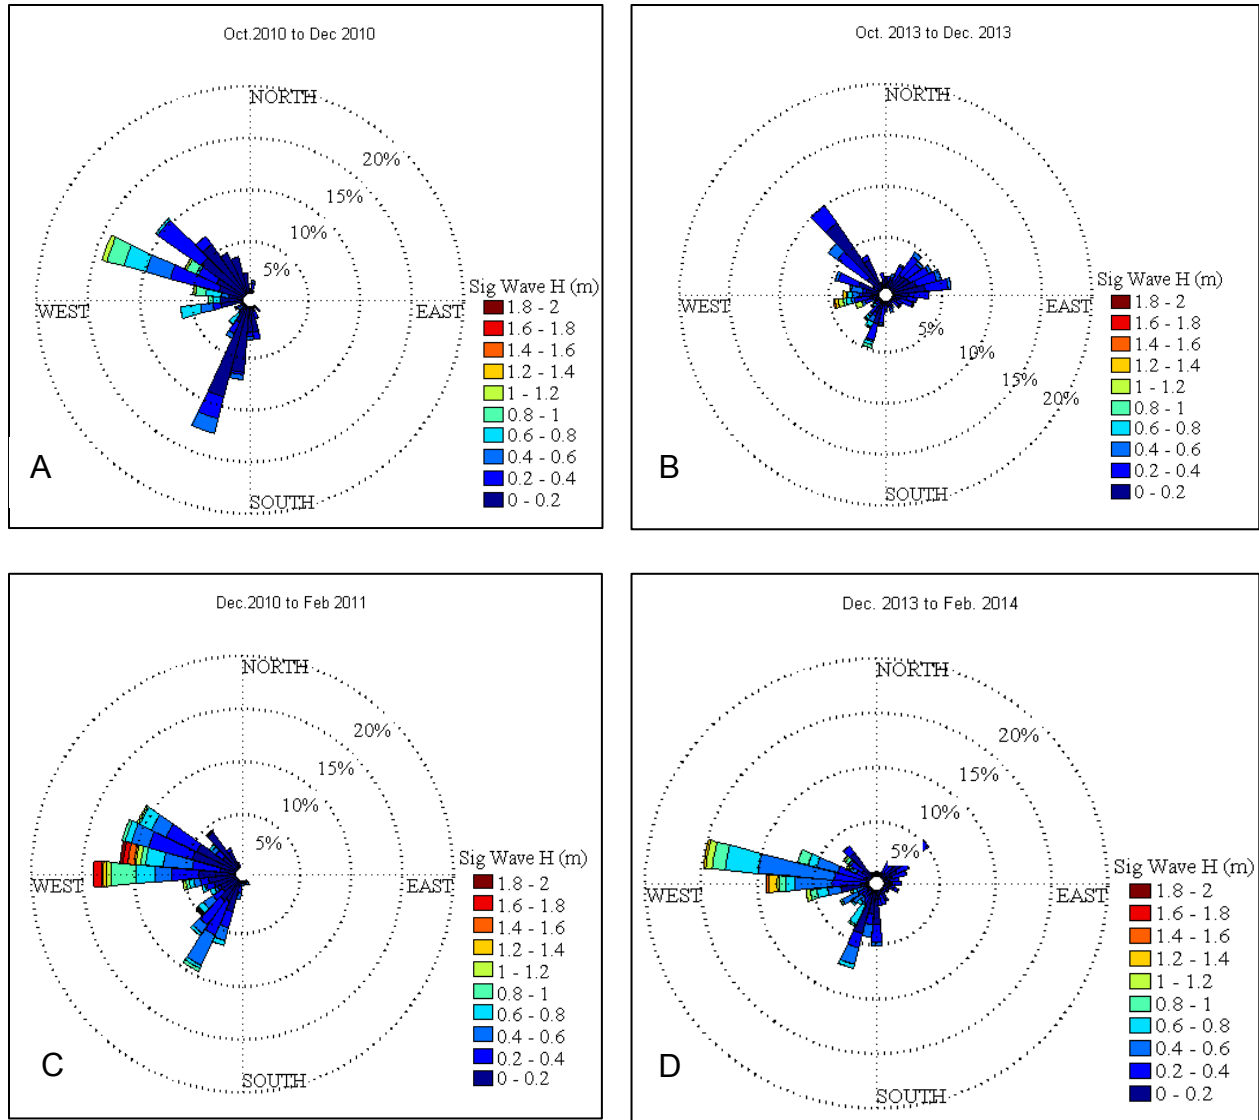 Oct.2010 to Dec 2010
NORTH
20%
15%
10%
5%
WEST
EAST
SOUTH
Sig Wave H (m)
1.8 - 2
1.6 - 1.8
1.4 - 1.6
1.2 - 1.4
1 - 1.2
0.8 - 1
0.6 - 0.8
0.4 - 0.6
0.2 - 0.4
0 - 0.2
A
Oct. 2013 to Dec. 2013
NORTH
WEST
EAST
5%
10%
15%
20%
SOUTH
Sig Wave H (m)
1.8 - 2
1.6 - 1.8
1.4 - 1.6
1.2 - 1.4
1 - 1.2
0.8 - 1
0.6 - 0.8
0.4 - 0.6
0.2 - 0.4
0 - 0.2
B
Dec.2010 to Feb 2011
NORTH
20%
15%
10%
5%
WEST
EAST
SOUTH
Sig Wave H (m)
1.8 - 2
1.6 - 1.8
1.4 - 1.6
1.2 - 1.4
1 - 1.2
0.8 - 1
0.6 - 0.8
0.4 - 0.6
0.2 - 0.4
0 - 0.2
C
Dec. 2013 to Feb. 2014
NORTH
20%
15%
10%
5%
WEST
EAST
SOUTH
Sig Wave H (m)
1.8 - 2
1.6 - 1.8
1.4 - 1.6
1.2 - 1.4
1 - 1.2
0.8 - 1
0.6 - 0.8
0.4 - 0.6
0.2 - 0.4
0 - 0.2
D